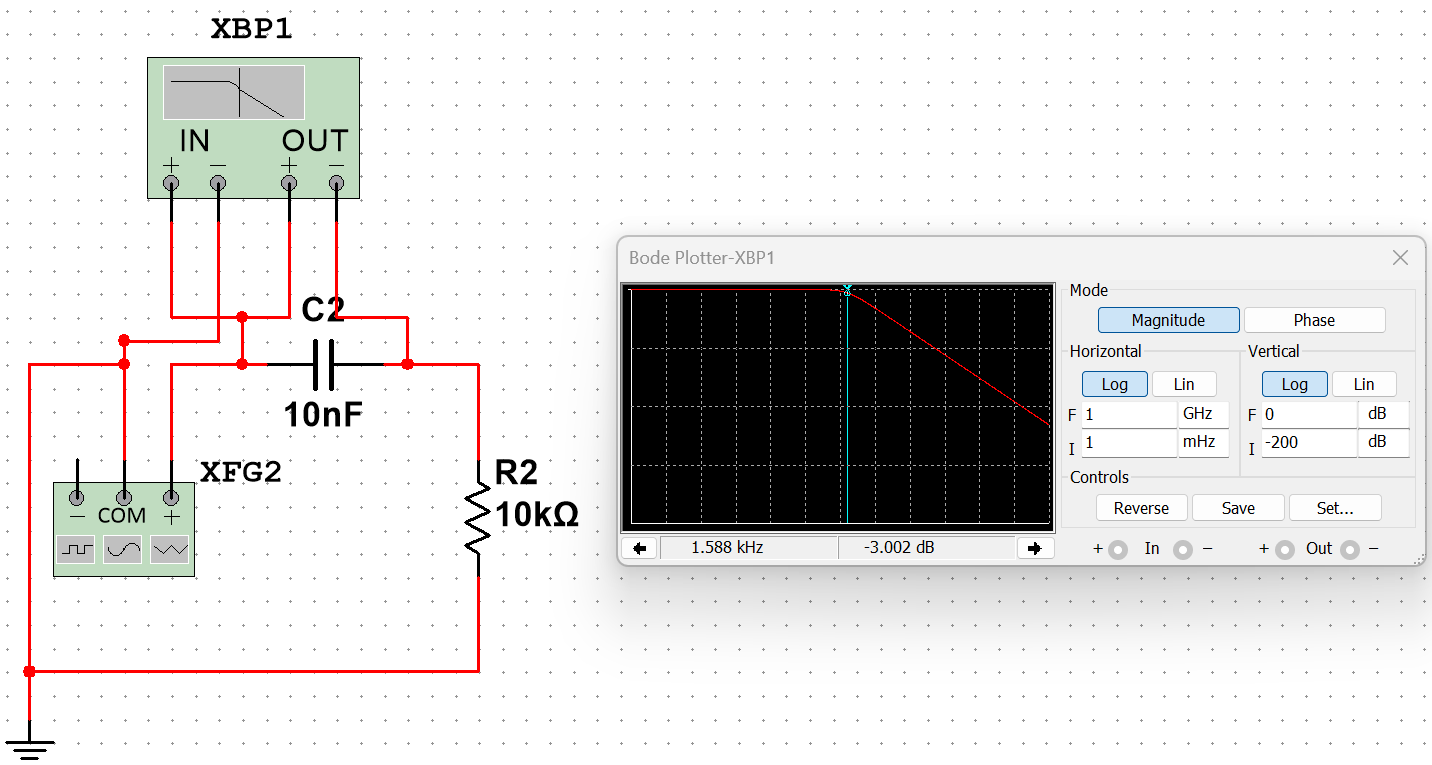 XBP1
IN OUT
+ − + −
C2
10nF
XFG2
− COM +
R2
10kΩ
Bode Plotter-XBP1
Mode
Magnitude Phase
Horizontal Vertical
Log Lin Log Lin
F 1 GHz F 0 dB
I 1 mHz I -200 dB
Controls
Reverse Save Set...
1.588 kHz -3.002 dB
+ In − + Out −